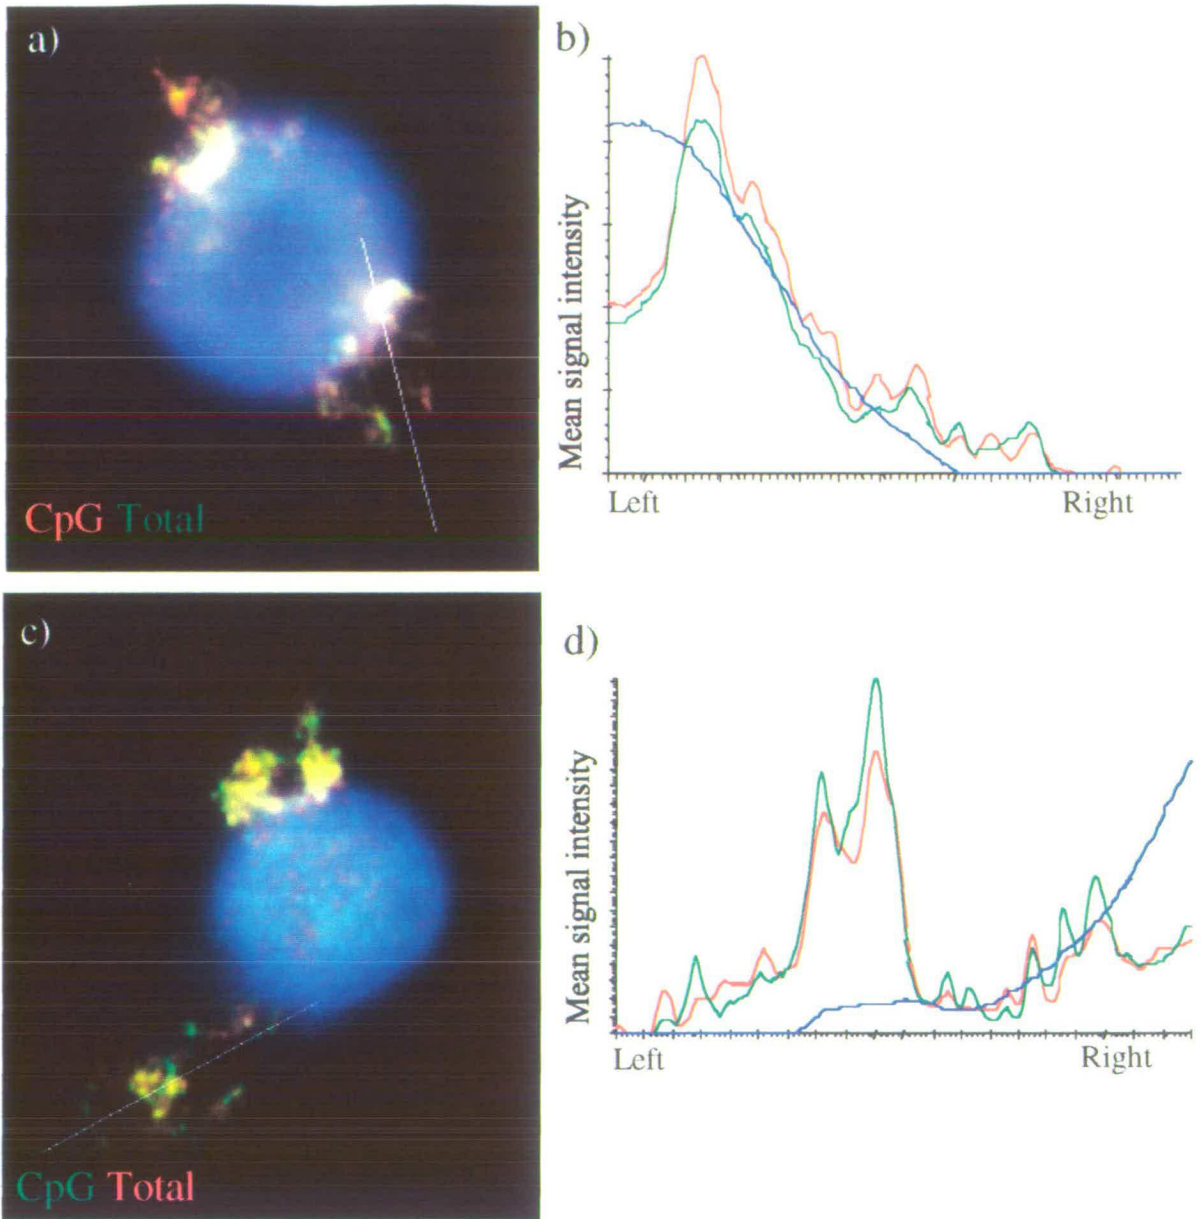 a)
CpG Total
b)
Mean signal intensity
Left Right
c)
CpG Total
d)
Mean signal intensity
Left Right